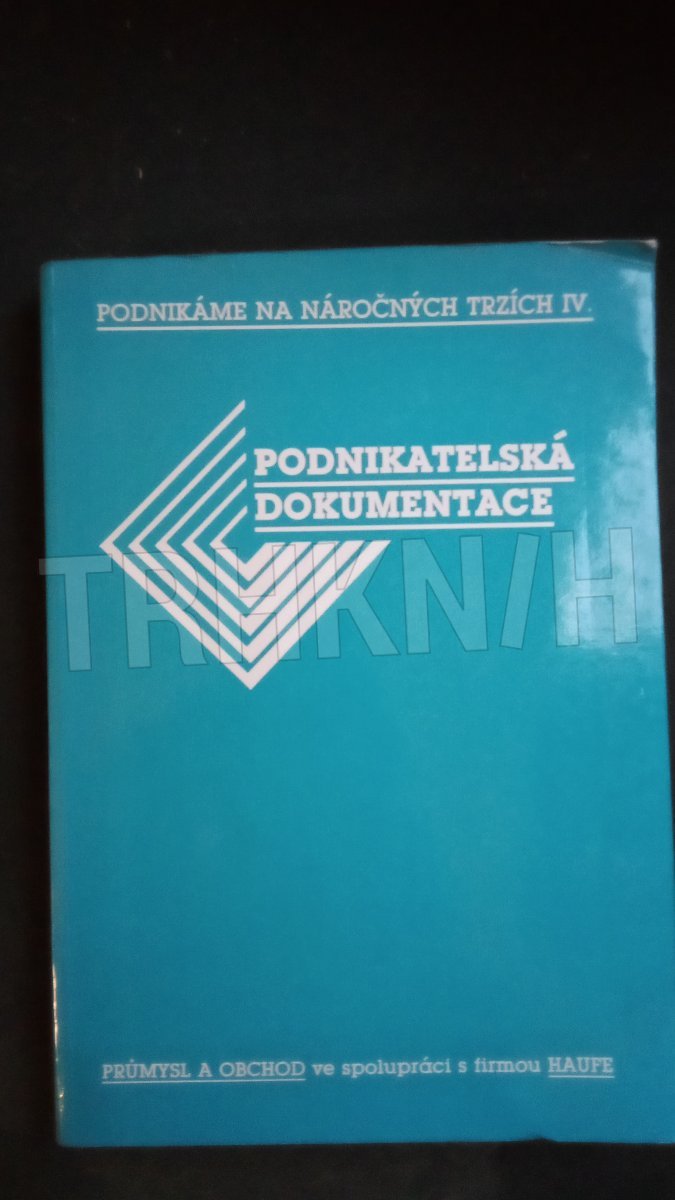 PODNIKÁME NA NÁROČNÝCH TRZÍCH IV.
PODNIKATELSKÁ
DOKUMENTACE
TRHKNIH
PRŮMYSL A OBCHOD ve spolupráci s firmou HAUFE